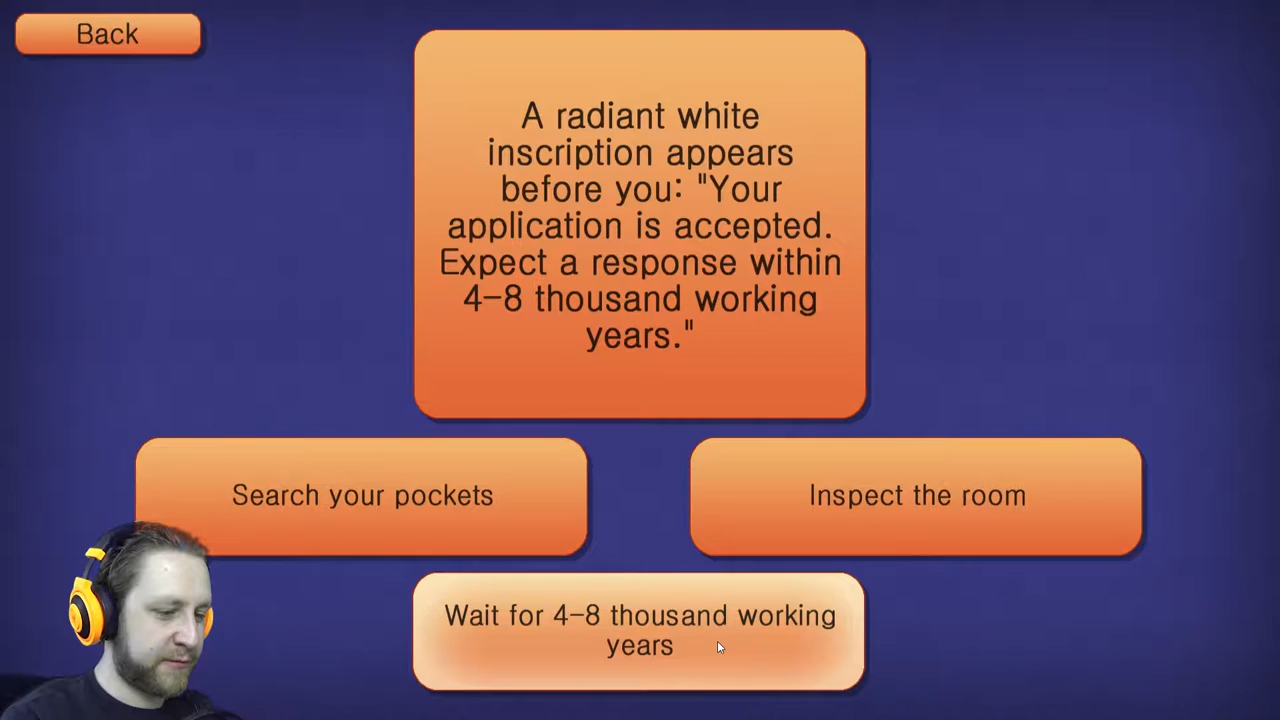 Back
A radiant white
inscription appears
before you: "Your
application is accepted.
Expect a response within
4-8 thousand working
years."
Search your pockets
Inspect the room
Wait for 4-8 thousand working
years